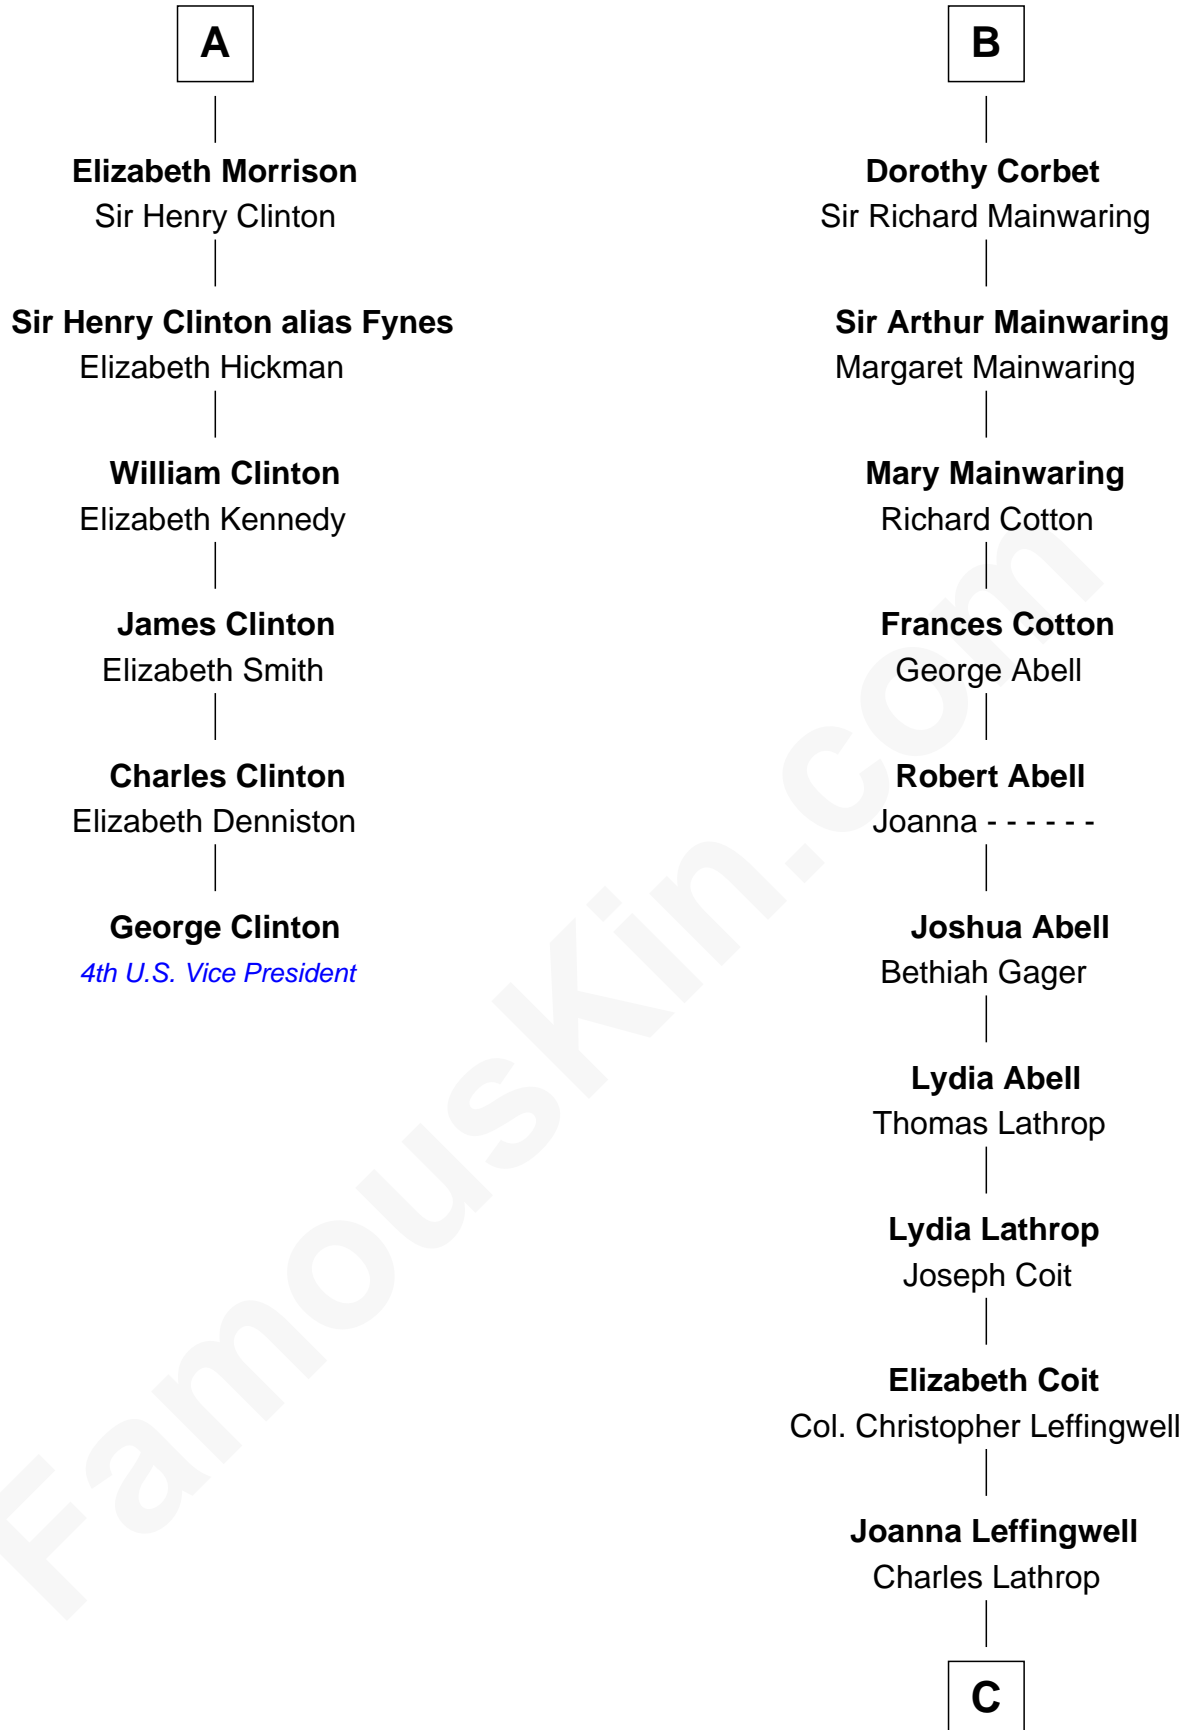 A
Elizabeth Morrison
Sir Henry Clinton
Sir Henry Clinton alias Fynes
Elizabeth Hickman
William Clinton
Elizabeth Kennedy
James Clinton
Elizabeth Smith
Charles Clinton
Elizabeth Denniston
George Clinton
4th U.S. Vice President
B
Dorothy Corbet
Sir Richard Mainwaring
Sir Arthur Mainwaring
Margaret Mainwaring
Mary Mainwaring
Richard Cotton
Frances Cotton
George Abell
Robert Abell
Joanna - - - - - -
Joshua Abell
Bethiah Gager
Lydia Abell
Thomas Lathrop
Lydia Lathrop
Joseph Coit
Elizabeth Coit
Col. Christopher Leffingwell
Joanna Leffingwell
Charles Lathrop
C
FamousKin.com